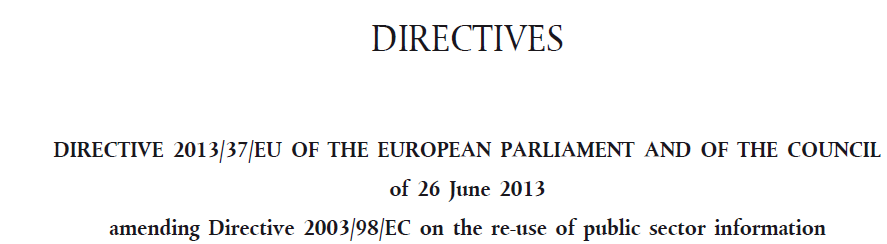 DIRECTIVES
DIRECTIVE 2013/37/EU OF THE EUROPEAN PARLIAMENT AND OF THE COUNCIL
of 26 June 2013
amending Directive 2003/98/EC on the re-use of public sector information